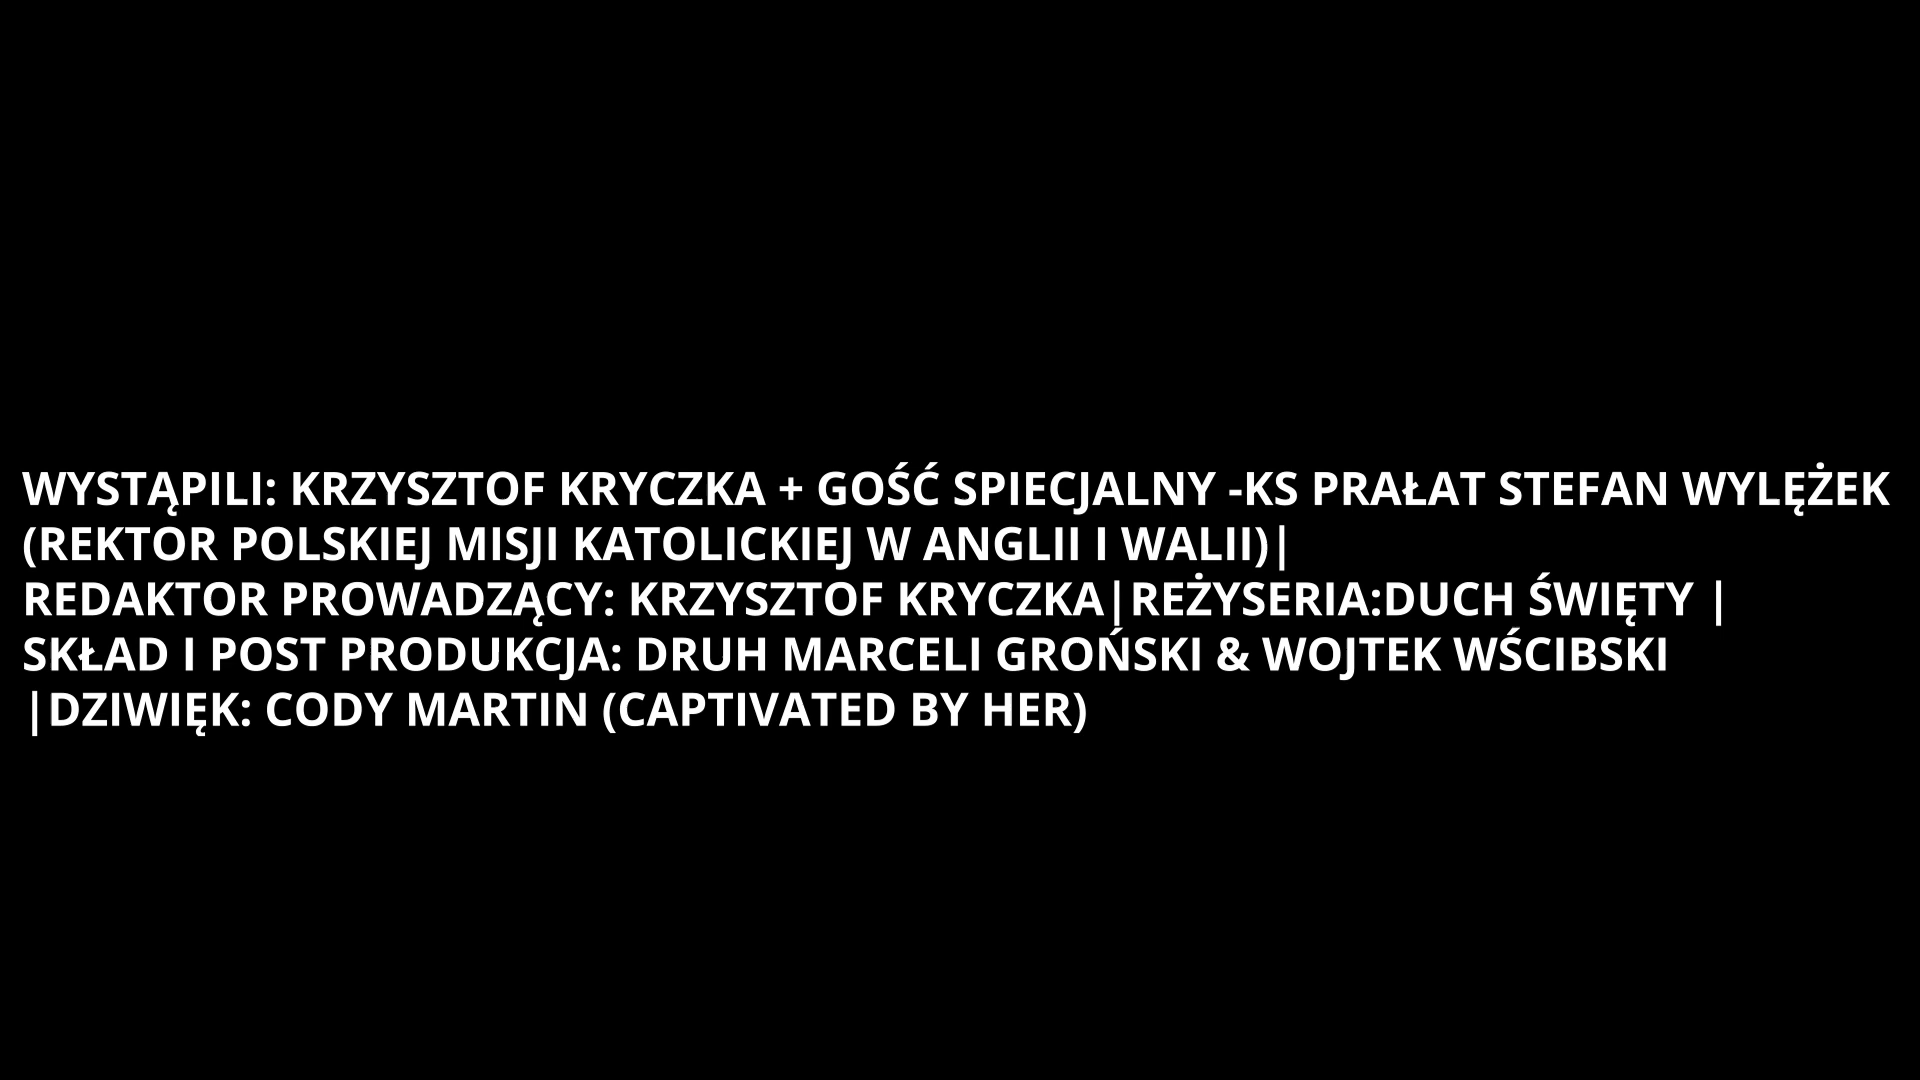 WYSTĄPILI: KRZYSZTOF KRYCZKA + GOŚĆ SPIECJALNY -KS PRAŁAT STEFAN WYLĘŻEK
(REKTOR POLSKIEJ MISJI KATOLICKIEJ W ANGLII I WALII)|
REDAKTOR PROWADZĄCY: KRZYSZTOF KRYCZKA|REŻYSERIA:DUCH ŚWIĘTY |
SKŁAD I POST PRODUKCJA: DRUH MARCELI GROŃSKI & WOJTEK WŚCIBSKI
|DZIWIĘK: CODY MARTIN (CAPTIVATED BY HER)